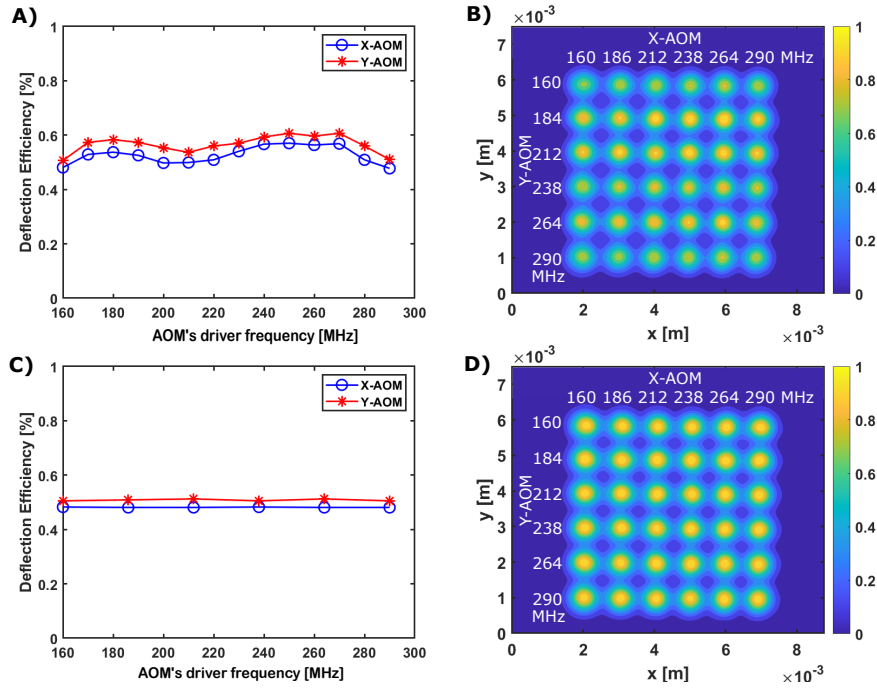 A)
X-AOM
Y-AOM
Deflection Efficiency [%]
1
0.8
0.6
0.4
0.2
0
160 180 200 220 240 260 280 300
AOM's driver frequency [MHz]
B)
×10-3
X-AOM
160 186 212 238 264 290 MHz
7
6
5
4
3
2
1
0
y [m]
Y-AOM
160
184
212
238
264
290
MHz
0 2 4 6 8
x [m]
×10-3
1
0.8
0.6
0.4
0.2
0
C)
X-AOM
Y-AOM
Deflection Efficiency [%]
1
0.8
0.6
0.4
0.2
0
160 180 200 220 240 260 280 300
AOM's driver frequency [MHz]
D)
×10-3
X-AOM
160 186 212 238 264 290 MHz
7
6
5
4
3
2
1
0
y [m]
Y-AOM
160
184
212
238
264
290
MHz
0 2 4 6 8
x [m]
×10-3
1
0.8
0.6
0.4
0.2
0